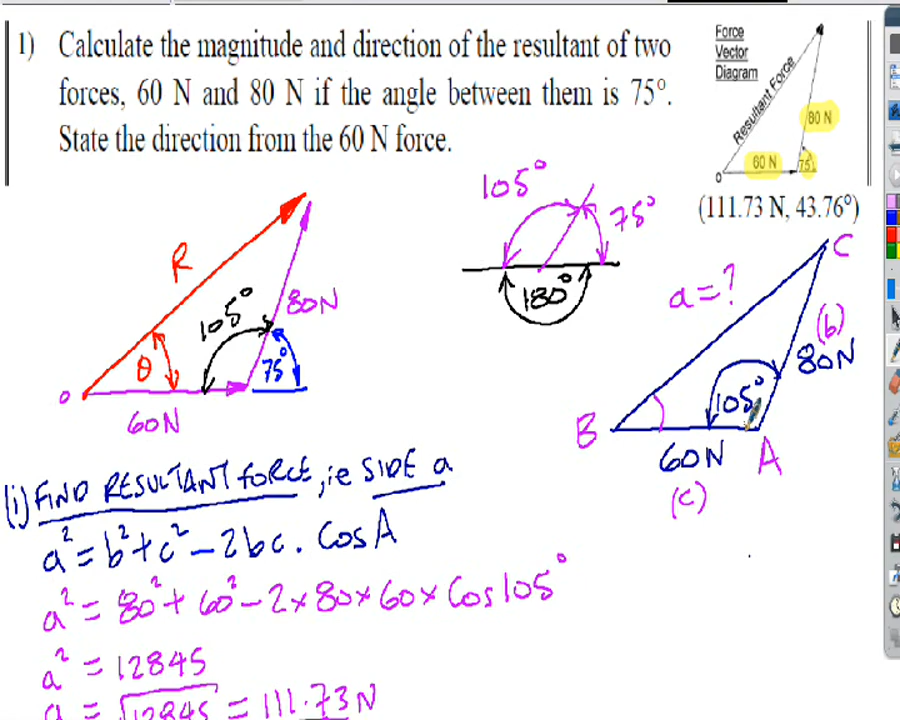 1) Calculate the magnitude and direction of the resultant of two
forces, 60 N and 80 N if the angle between them is 75°.
State the direction from the 60 N force.
Force
Vector
Diagram
Resultant Force
80 N
60 N
75
0
(111.73 N, 43.76°)
R
105°
80N
θ
75°
0
60N
105°
75°
180°
a=?
C
(b)
80N
105°
B
60N
A
(c)
(i) FIND RESULTANT FORCE, ie SIDE a
a² = b² + c² - 2bc. Cos A
a² = 80² + 60² - 2 x 80 x 60 x Cos 105°
a² = 12845
a = √12845 = 111.73 N